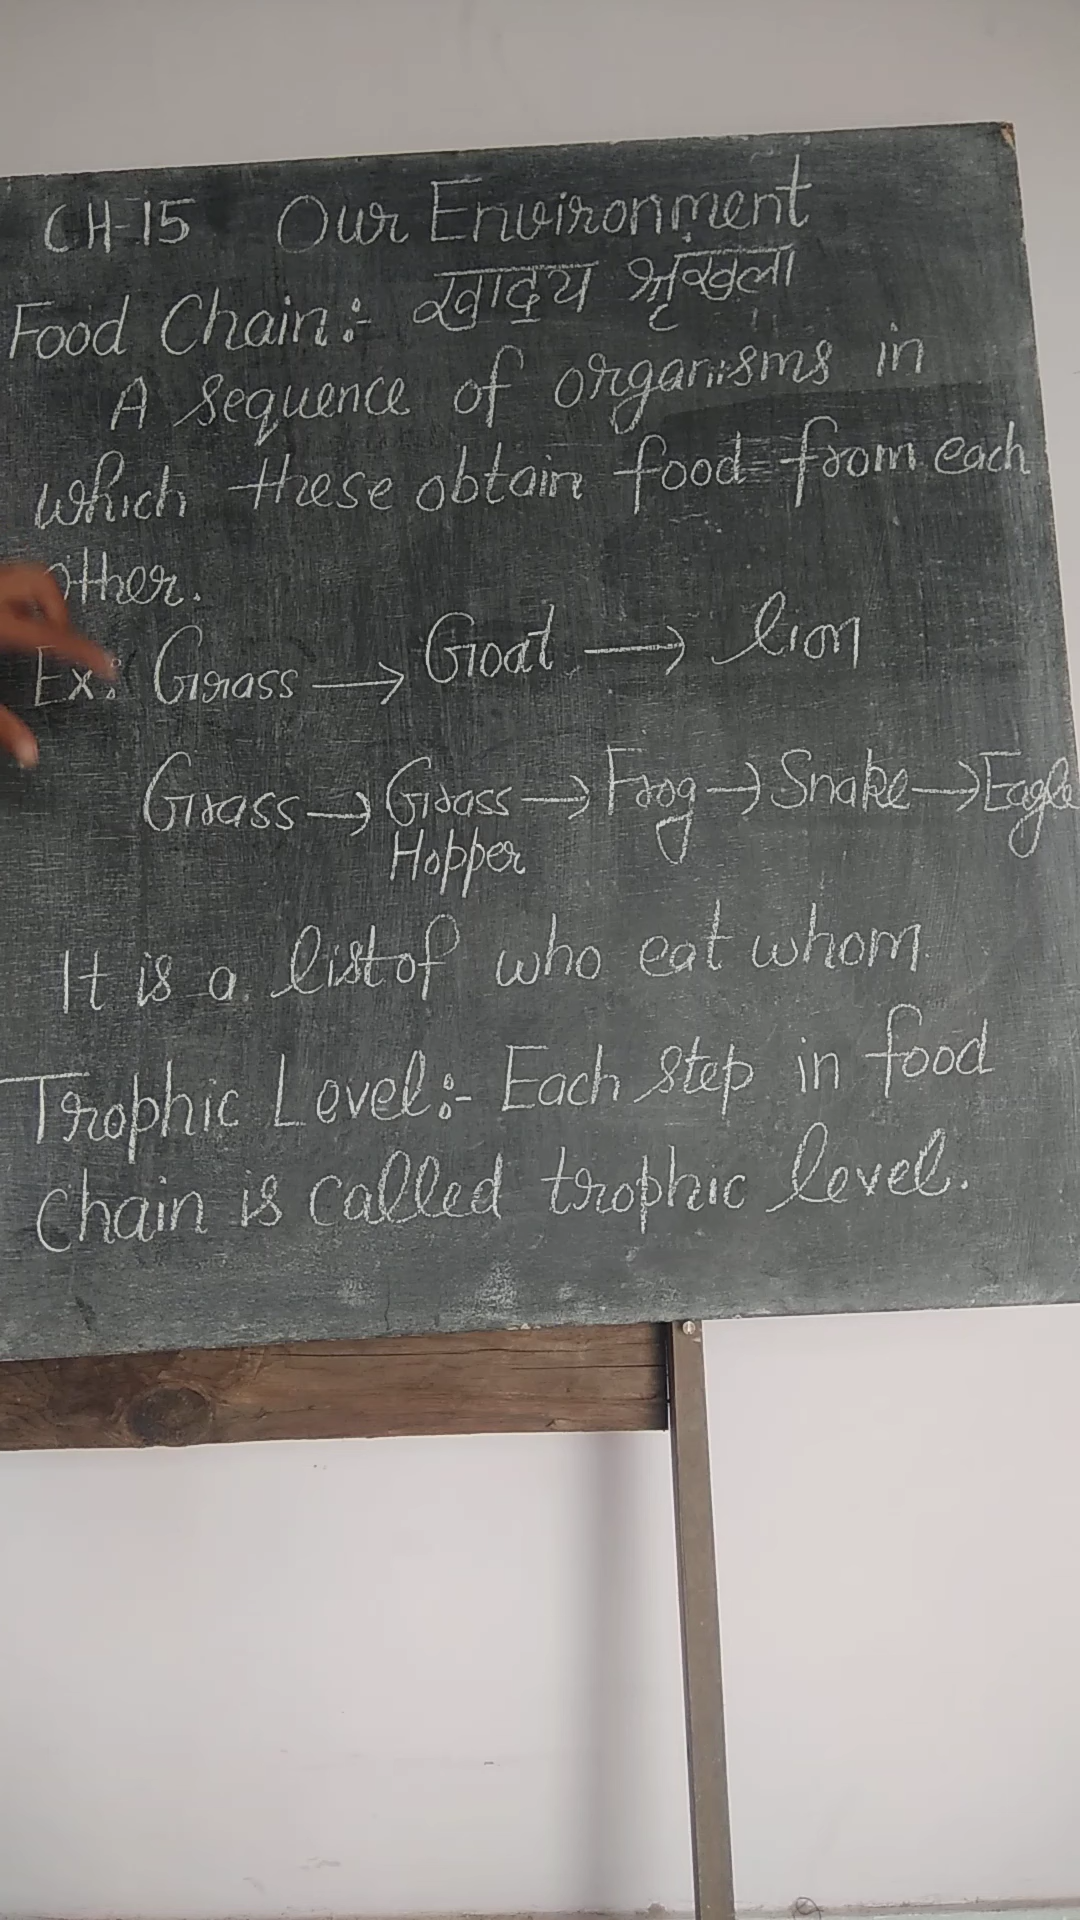 CH-15 Our Environment
Food Chain:- खाद्य श्रृंखला
A sequence of organisms in
which these obtain food from each
other.
Ex: Grass → Goat → lion
Grass → Grass Hopper → Frog → Snake → Eagle
It is a list of who eat whom
Trophic Level:- Each step in food
chain is called trophic level.